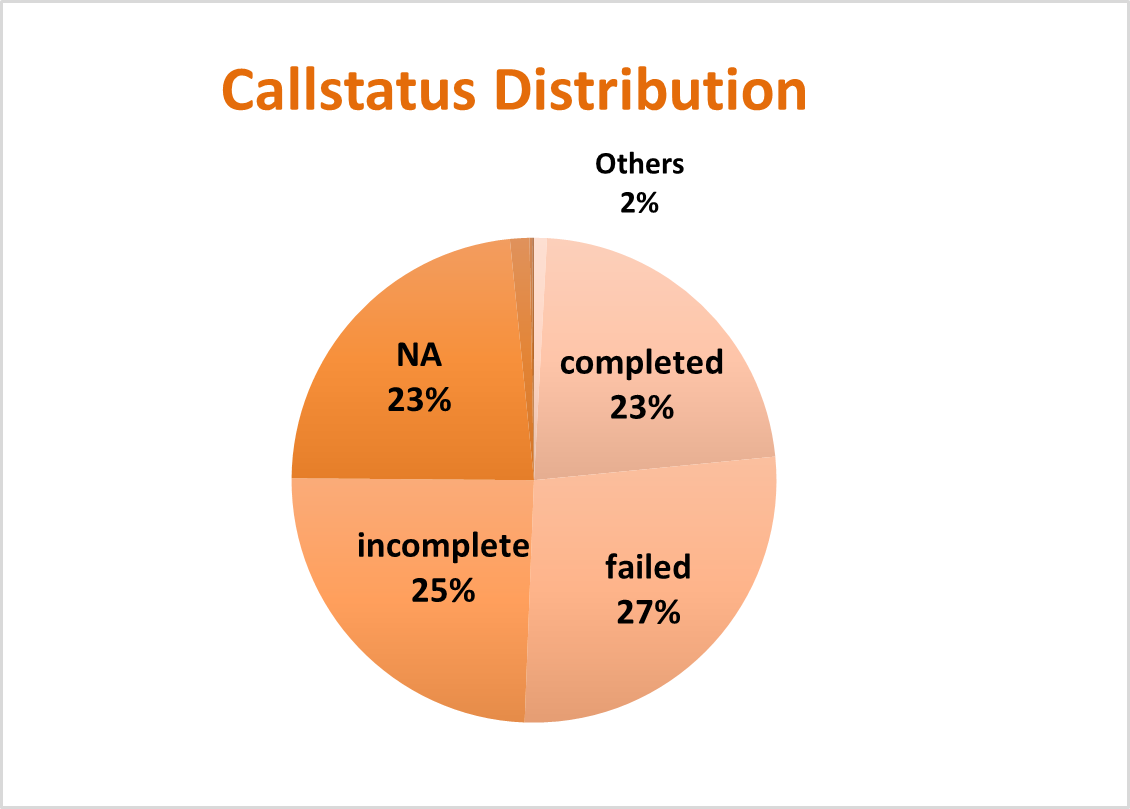 Callstatus Distribution
Others
2%
NA
23%
completed
23%
incomplete
25%
failed
27%